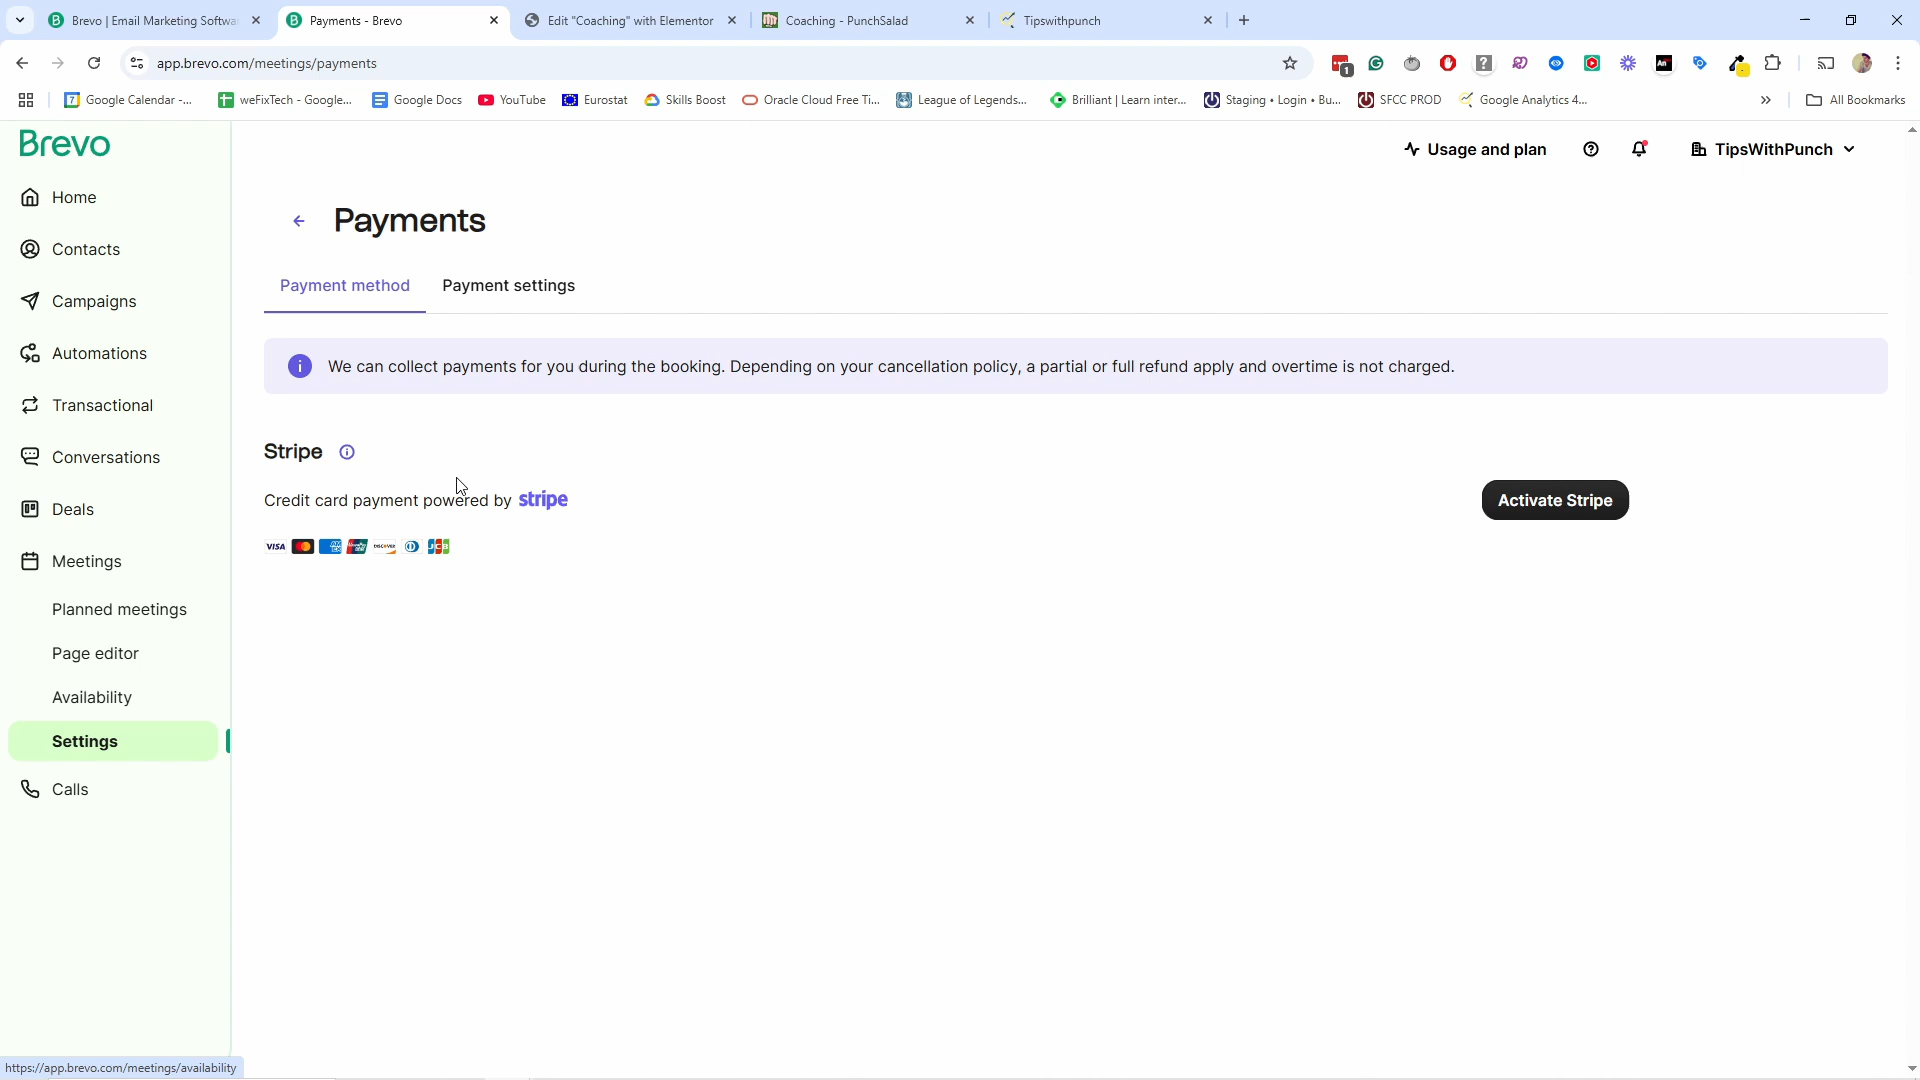 Brevo | Email Marketing Softwa
Payments - Brevo
Edit "Coaching" with Elementor
Coaching - PunchSalad
Tipswithpunch
app.brevo.com/meetings/payments
1
Google Calendar -...
weFixTech - Google...
Google Docs
YouTube
Eurostat
Skills Boost
Oracle Cloud Free Ti...
League of Legends...
Brilliant | Learn inter...
Staging • Login • Bu...
SFCC PROD
Google Analytics 4...
All Bookmarks
Brevo
Usage and plan
TipsWithPunch
Home
Contacts
Campaigns
Automations
Transactional
Conversations
Deals
Meetings
Planned meetings
Page editor
Availability
Settings
Calls
Payments
Payment method
Payment settings
We can collect payments for you during the booking. Depending on your cancellation policy, a partial or full refund apply and overtime is not charged.
Stripe
Credit card payment powered by stripe
Activate Stripe
VISA
DISCOVER
JCB
https://app.brevo.com/meetings/availability